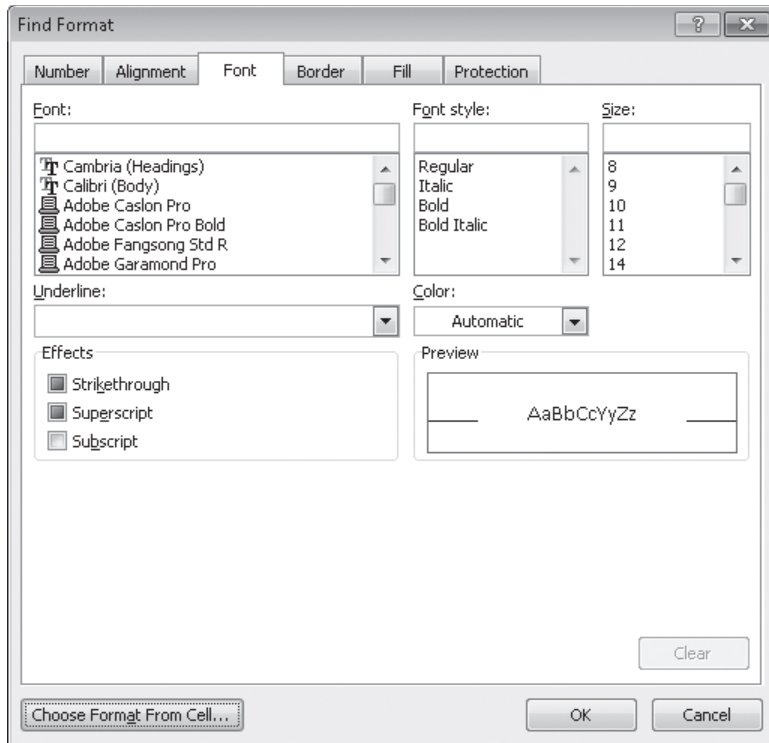 Find Format
Number Alignment Font Border Fill Protection
Font: Font style: Size:
Cambria (Headings) Regular 8
Calibri (Body) Italic 9
Adobe Caslon Pro Bold 10
Adobe Caslon Pro Bold Bold Italic 11
Adobe Fangsong Std R 12
Adobe Garamond Pro 14
Underline: Color:
Automatic
Effects Preview
Strikethrough
Superscript AaBbCcYyZz
Subscript
Clear
Choose Format From Cell... OK Cancel